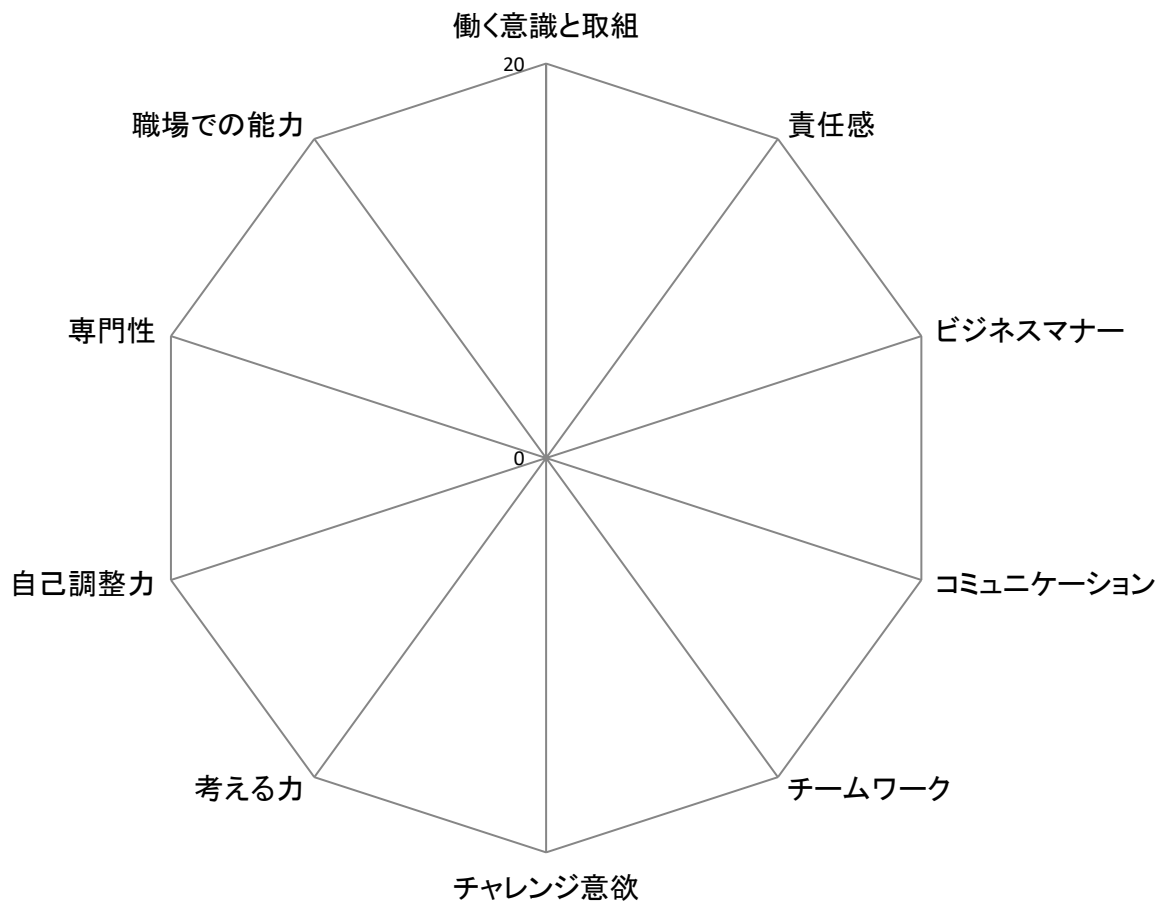 働く意識と取組
20
職場での能力
責任感
専門性
ビジネスマナー
0
自己調整力
コミュニケーション
考える力
チームワーク
チャレンジ意欲